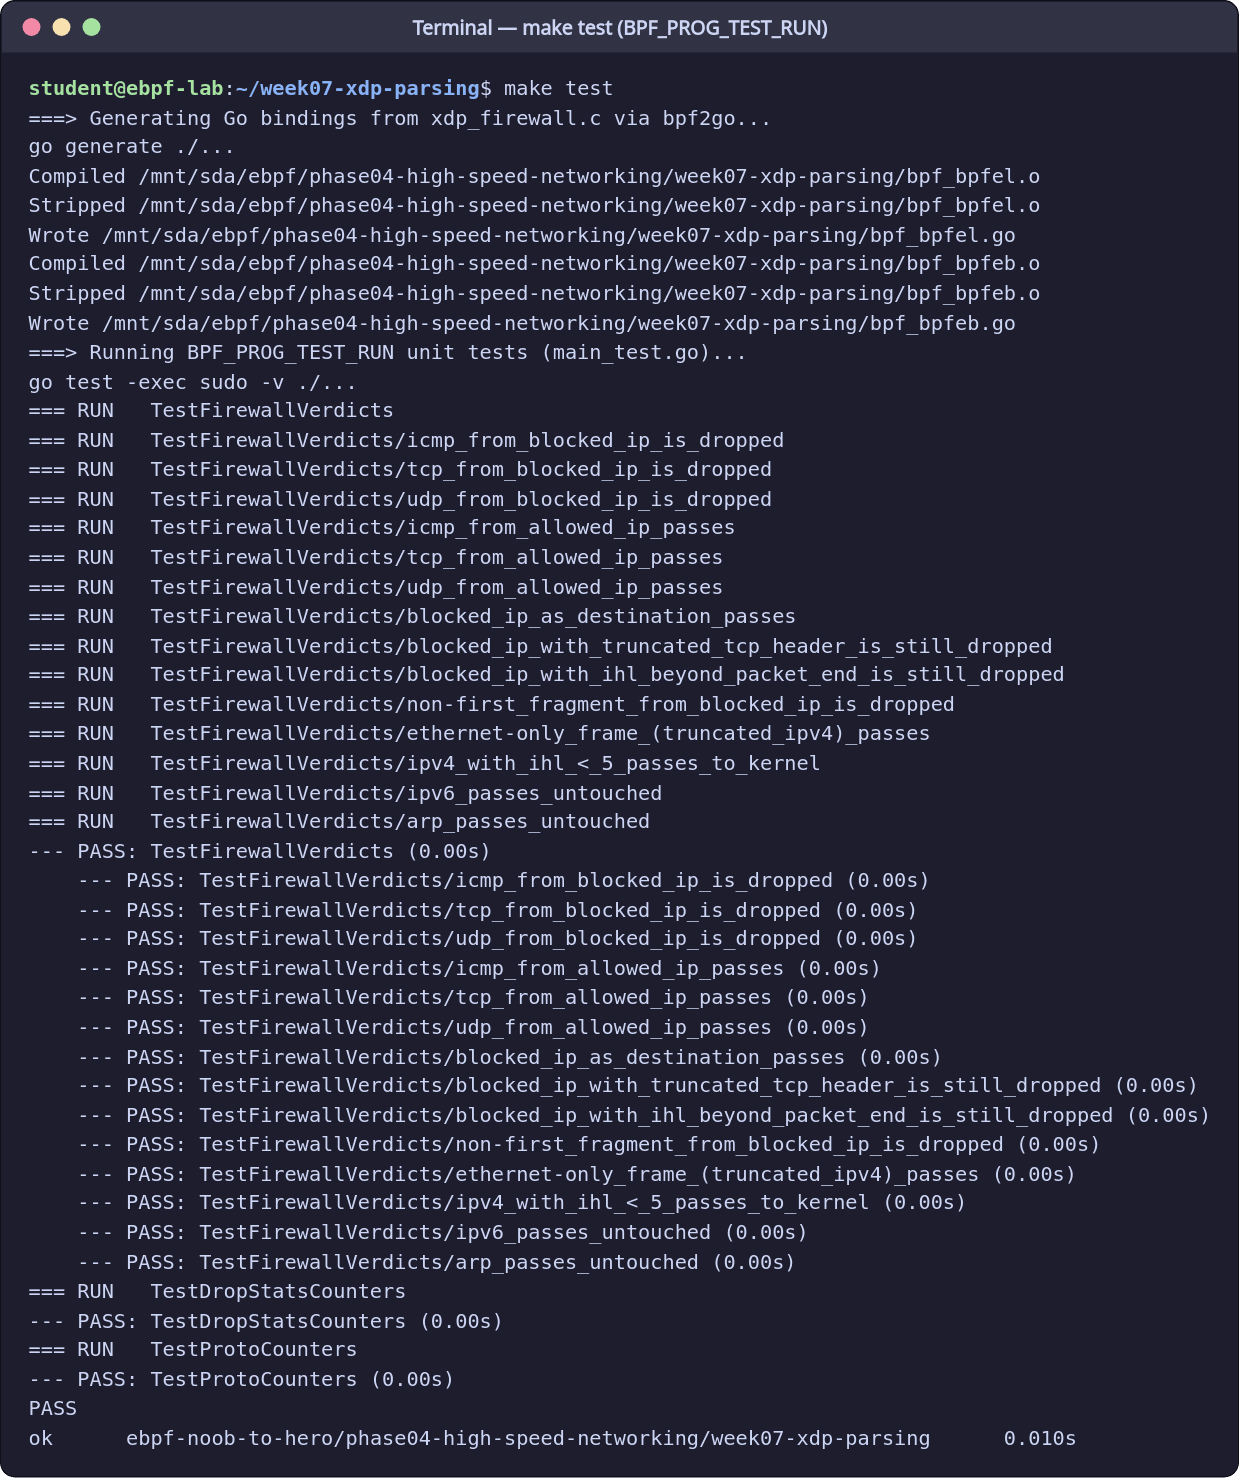 Terminal — make test (BPF_PROG_TEST_RUN)
student@ebpf-lab:~/week07-xdp-parsing$ make test
===> Generating Go bindings from xdp_firewall.c via bpf2go...
go generate ./...
Compiled /mnt/sda/ebpf/phase04-high-speed-networking/week07-xdp-parsing/bpf_bpfel.o
Stripped /mnt/sda/ebpf/phase04-high-speed-networking/week07-xdp-parsing/bpf_bpfel.o
Wrote /mnt/sda/ebpf/phase04-high-speed-networking/week07-xdp-parsing/bpf_bpfel.go
Compiled /mnt/sda/ebpf/phase04-high-speed-networking/week07-xdp-parsing/bpf_bpfeb.o
Stripped /mnt/sda/ebpf/phase04-high-speed-networking/week07-xdp-parsing/bpf_bpfeb.o
Wrote /mnt/sda/ebpf/phase04-high-speed-networking/week07-xdp-parsing/bpf_bpfeb.go
===> Running BPF_PROG_TEST_RUN unit tests (main_test.go)...
go test -exec sudo -v ./...
=== RUN   TestFirewallVerdicts
=== RUN   TestFirewallVerdicts/icmp_from_blocked_ip_is_dropped
=== RUN   TestFirewallVerdicts/tcp_from_blocked_ip_is_dropped
=== RUN   TestFirewallVerdicts/udp_from_blocked_ip_is_dropped
=== RUN   TestFirewallVerdicts/icmp_from_allowed_ip_passes
=== RUN   TestFirewallVerdicts/tcp_from_allowed_ip_passes
=== RUN   TestFirewallVerdicts/udp_from_allowed_ip_passes
=== RUN   TestFirewallVerdicts/blocked_ip_as_destination_passes
=== RUN   TestFirewallVerdicts/blocked_ip_with_truncated_tcp_header_is_still_dropped
=== RUN   TestFirewallVerdicts/blocked_ip_with_ihl_beyond_packet_end_is_still_dropped
=== RUN   TestFirewallVerdicts/non-first_fragment_from_blocked_ip_is_dropped
=== RUN   TestFirewallVerdicts/ethernet-only_frame_(truncated_ipv4)_passes
=== RUN   TestFirewallVerdicts/ipv4_with_ihl_<_5_passes_to_kernel
=== RUN   TestFirewallVerdicts/ipv6_passes_untouched
=== RUN   TestFirewallVerdicts/arp_passes_untouched
--- PASS: TestFirewallVerdicts (0.00s)
    --- PASS: TestFirewallVerdicts/icmp_from_blocked_ip_is_dropped (0.00s)
    --- PASS: TestFirewallVerdicts/tcp_from_blocked_ip_is_dropped (0.00s)
    --- PASS: TestFirewallVerdicts/udp_from_blocked_ip_is_dropped (0.00s)
    --- PASS: TestFirewallVerdicts/icmp_from_allowed_ip_passes (0.00s)
    --- PASS: TestFirewallVerdicts/tcp_from_allowed_ip_passes (0.00s)
    --- PASS: TestFirewallVerdicts/udp_from_allowed_ip_passes (0.00s)
    --- PASS: TestFirewallVerdicts/blocked_ip_as_destination_passes (0.00s)
    --- PASS: TestFirewallVerdicts/blocked_ip_with_truncated_tcp_header_is_still_dropped (0.00s)
    --- PASS: TestFirewallVerdicts/blocked_ip_with_ihl_beyond_packet_end_is_still_dropped (0.00s)
    --- PASS: TestFirewallVerdicts/non-first_fragment_from_blocked_ip_is_dropped (0.00s)
    --- PASS: TestFirewallVerdicts/ethernet-only_frame_(truncated_ipv4)_passes (0.00s)
    --- PASS: TestFirewallVerdicts/ipv4_with_ihl_<_5_passes_to_kernel (0.00s)
    --- PASS: TestFirewallVerdicts/ipv6_passes_untouched (0.00s)
    --- PASS: TestFirewallVerdicts/arp_passes_untouched (0.00s)
=== RUN   TestDropStatsCounters
--- PASS: TestDropStatsCounters (0.00s)
=== RUN   TestProtoCounters
--- PASS: TestProtoCounters (0.00s)
PASS
ok      ebpf-noob-to-hero/phase04-high-speed-networking/week07-xdp-parsing      0.010s